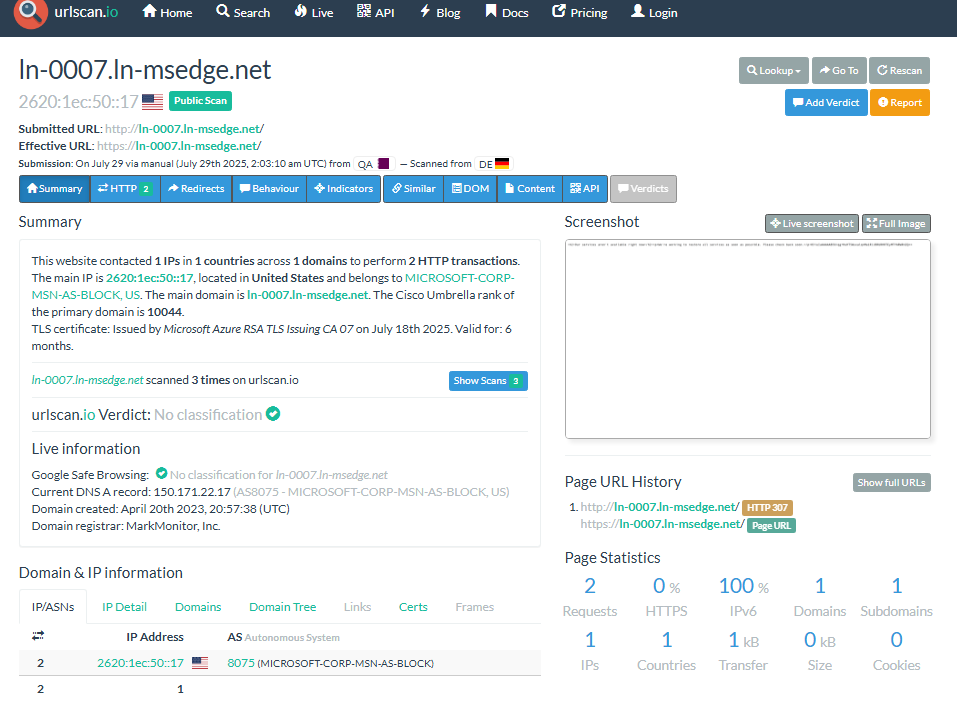 urlscan.io Home Search Live API Blog Docs Pricing Login
ln-0007.ln-msedge.net
Lookup Go To Rescan
2620:1ec:50::17 Public Scan
Add Verdict Report
Submitted URL: http://ln-0007.ln-msedge.net/
Effective URL: https://ln-0007.ln-msedge.net/
Submission: On July 29 via manual (July 29th 2025, 2:03:10 am UTC) from QA — Scanned from DE
Summary HTTP 2 Redirects Behaviour Indicators Similar DOM Content API Verdicts
Summary
This website contacted 1 IPs in 1 countries across 1 domains to perform 2 HTTP transactions.
The main IP is 2620:1ec:50::17, located in United States and belongs to MICROSOFT-CORP-
MSN-AS-BLOCK, US. The main domain is ln-0007.ln-msedge.net. The Cisco Umbrella rank of
the primary domain is 10044.
TLS certificate: Issued by Microsoft Azure RSA TLS Issuing CA 07 on July 18th 2025. Valid for: 6
months.
ln-0007.ln-msedge.net scanned 3 times on urlscan.io Show Scans 3
urlscan.io Verdict: No classification
Live information
Google Safe Browsing: No classification for ln-0007.ln-msedge.net
Current DNS A record: 150.171.22.17 (AS8075 - MICROSOFT-CORP-MSN-AS-BLOCK, US)
Domain created: April 20th 2023, 20:57:38 (UTC)
Domain registrar: MarkMonitor, Inc.
Domain & IP information
IP/ASNs IP Detail Domains Domain Tree Links Certs Frames
IP Address AS Autonomous System
2 2620:1ec:50::17 8075 (MICROSOFT-CORP-MSN-AS-BLOCK)
2 1
Screenshot Live screenshot Full Image
Page URL History Show full URLs
1. http://ln-0007.ln-msedge.net/ HTTP 307
https://ln-0007.ln-msedge.net/ Page URL
Page Statistics
2 0 % 100 % 1 1
Requests HTTPS IPv6 Domains Subdomains
1 1 1 kB 0 kB 0
IPs Countries Transfer Size Cookies